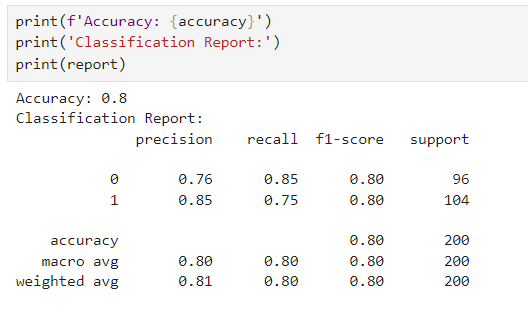 print(f'Accuracy: {accuracy}')
print('Classification Report:')
print(report)
Accuracy: 0.8
Classification Report:
precision recall f1-score support
0 0.76 0.85 0.80 96
1 0.85 0.75 0.80 104
accuracy 0.80 200
macro avg 0.80 0.80 0.80 200
weighted avg 0.81 0.80 0.80 200